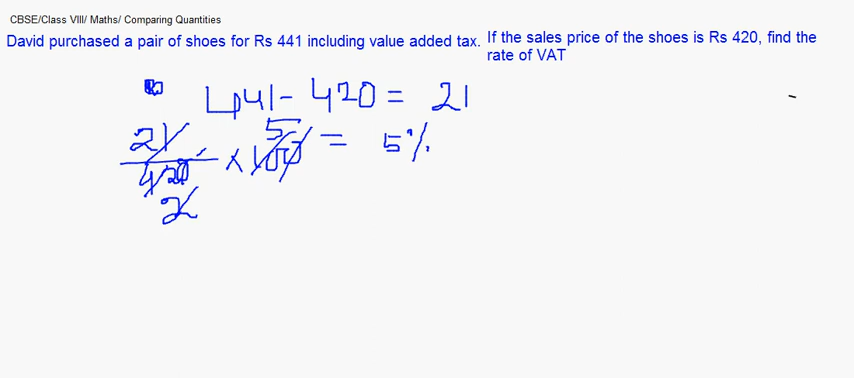 CBSE/Class VIII/ Maths/ Comparing Quantities
David purchased a pair of shoes for Rs 441 including value added tax. If the sales price of the shoes is Rs 420, find the
rate of VAT
441 - 420 = 21
21/420 × 100 = 5%
5
2